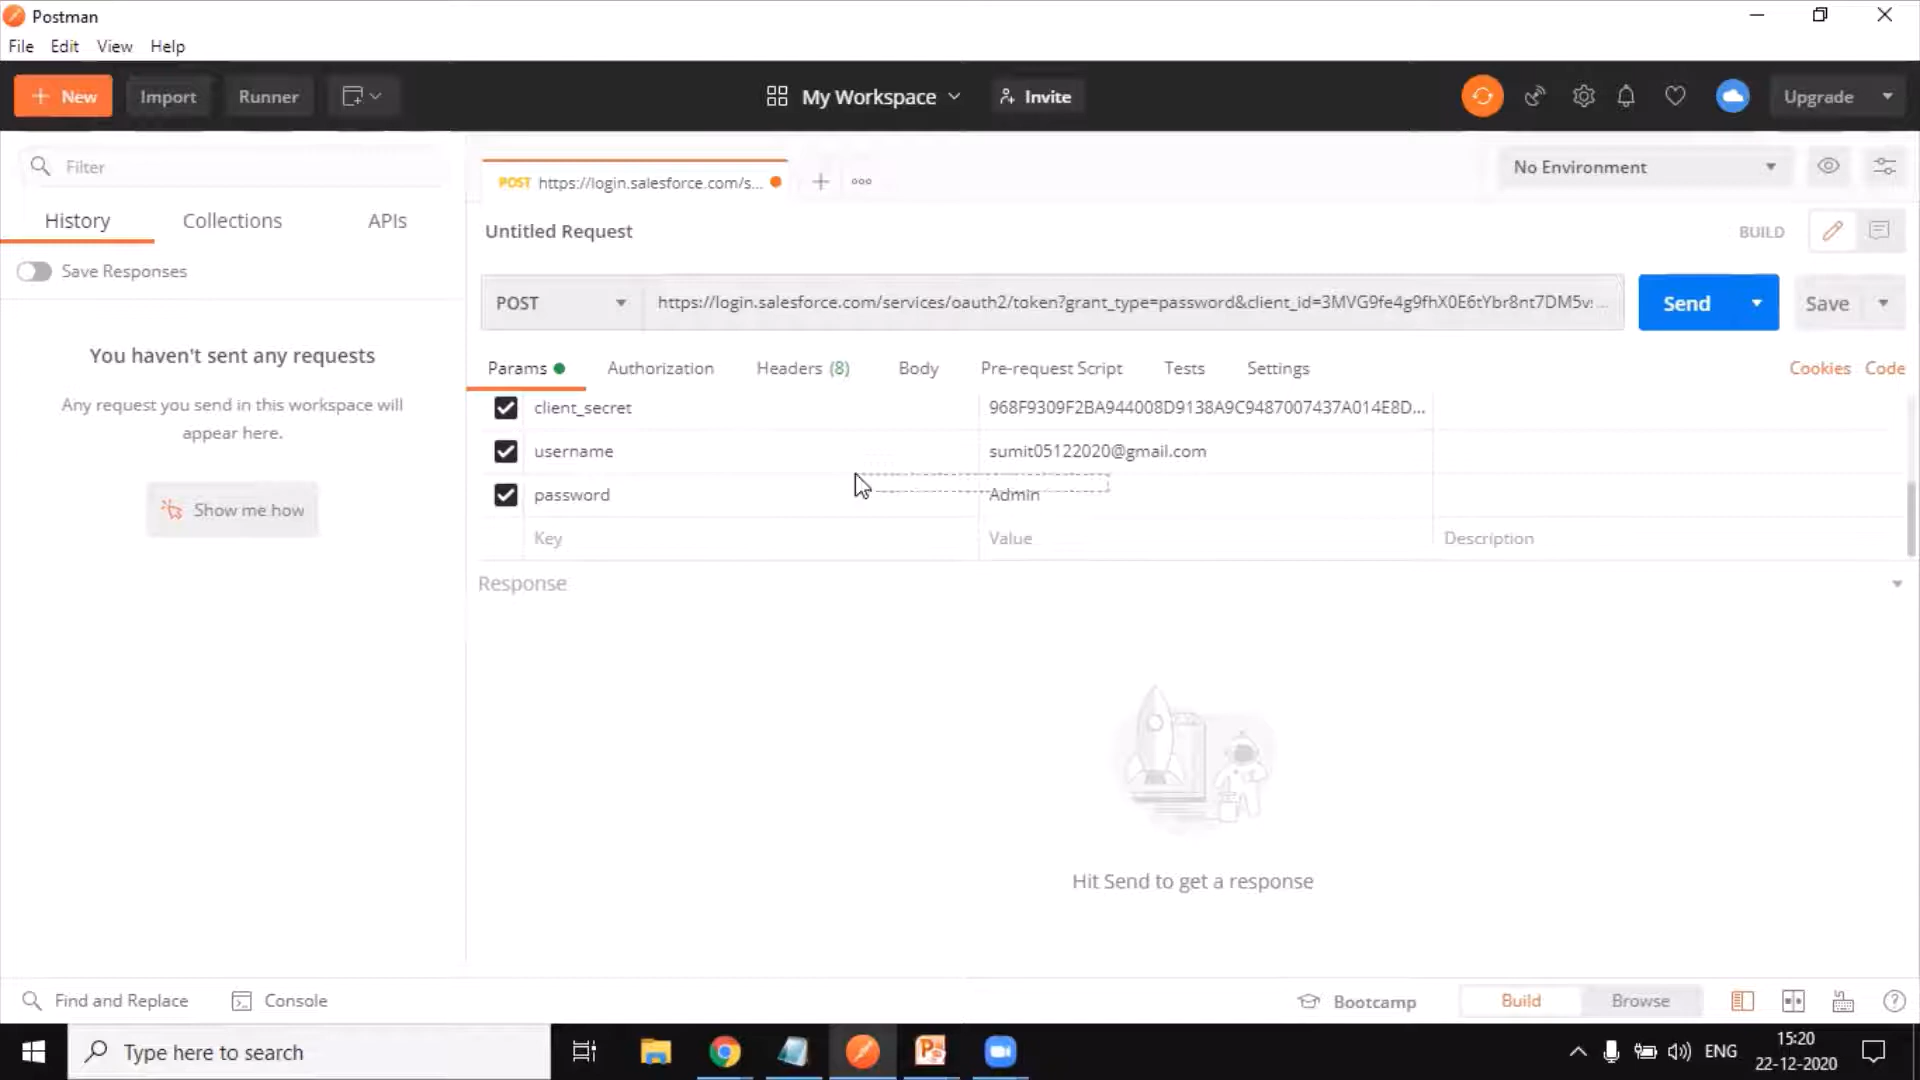 Postman
File Edit View Help
New Import Runner My Workspace Invite Upgrade
Filter
History Collections APIs
Save Responses
You haven't sent any requests
Any request you send in this workspace will
appear here.
Show me how
POST https://login.salesforce.com/s...
No Environment
Untitled Request
BUILD
POST https://login.salesforce.com/services/oauth2/token?grant_type=password&client_id=3MVG9fe4g9fhX0E6tYbr8nt7DM5v...
Send Save
Params Authorization Headers (8) Body Pre-request Script Tests Settings Cookies Code
client_secret 968F9309F2BA944008D9138A9C9487007437A014E8D...
username sumit05122020@gmail.com
password Admin
Key Value Description
Response
Hit Send to get a response
Find and Replace Console Bootcamp Build Browse
Type here to search
ENG
15:20
22-12-2020